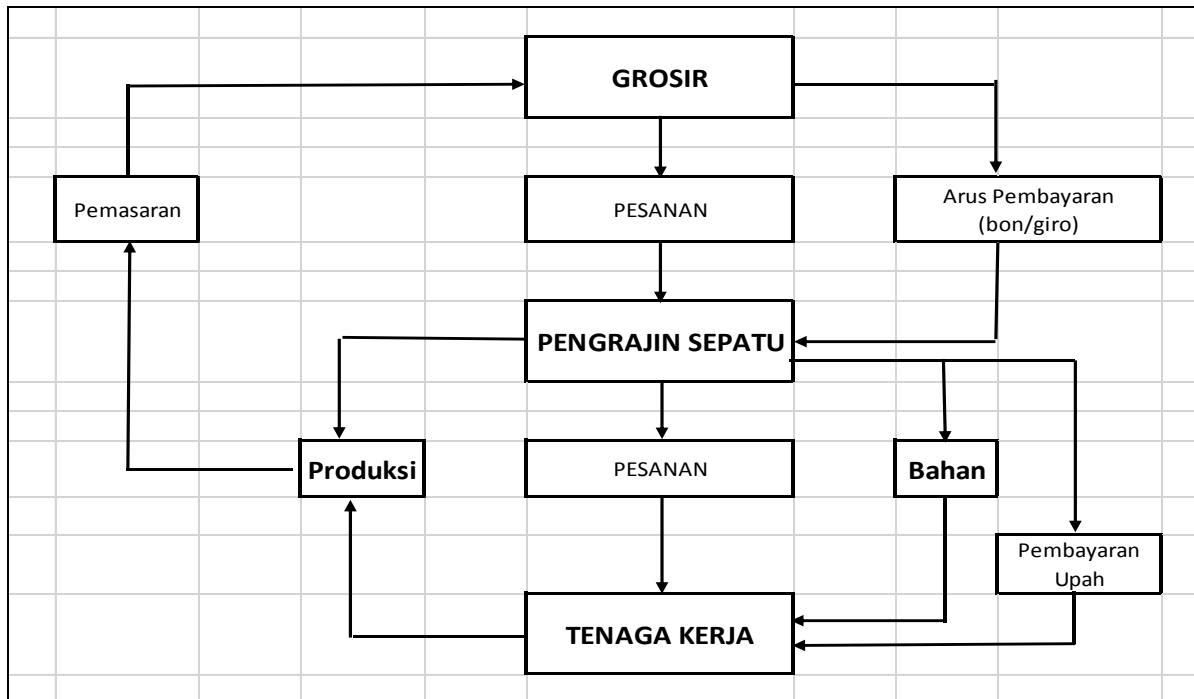 GROSIR
Pemasaran
PESANAN
Arus Pembayaran
(bon/giro)
PENGRAJIN SEPATU
Produksi
PESANAN
Bahan
Pembayaran
Upah
TENAGA KERJA